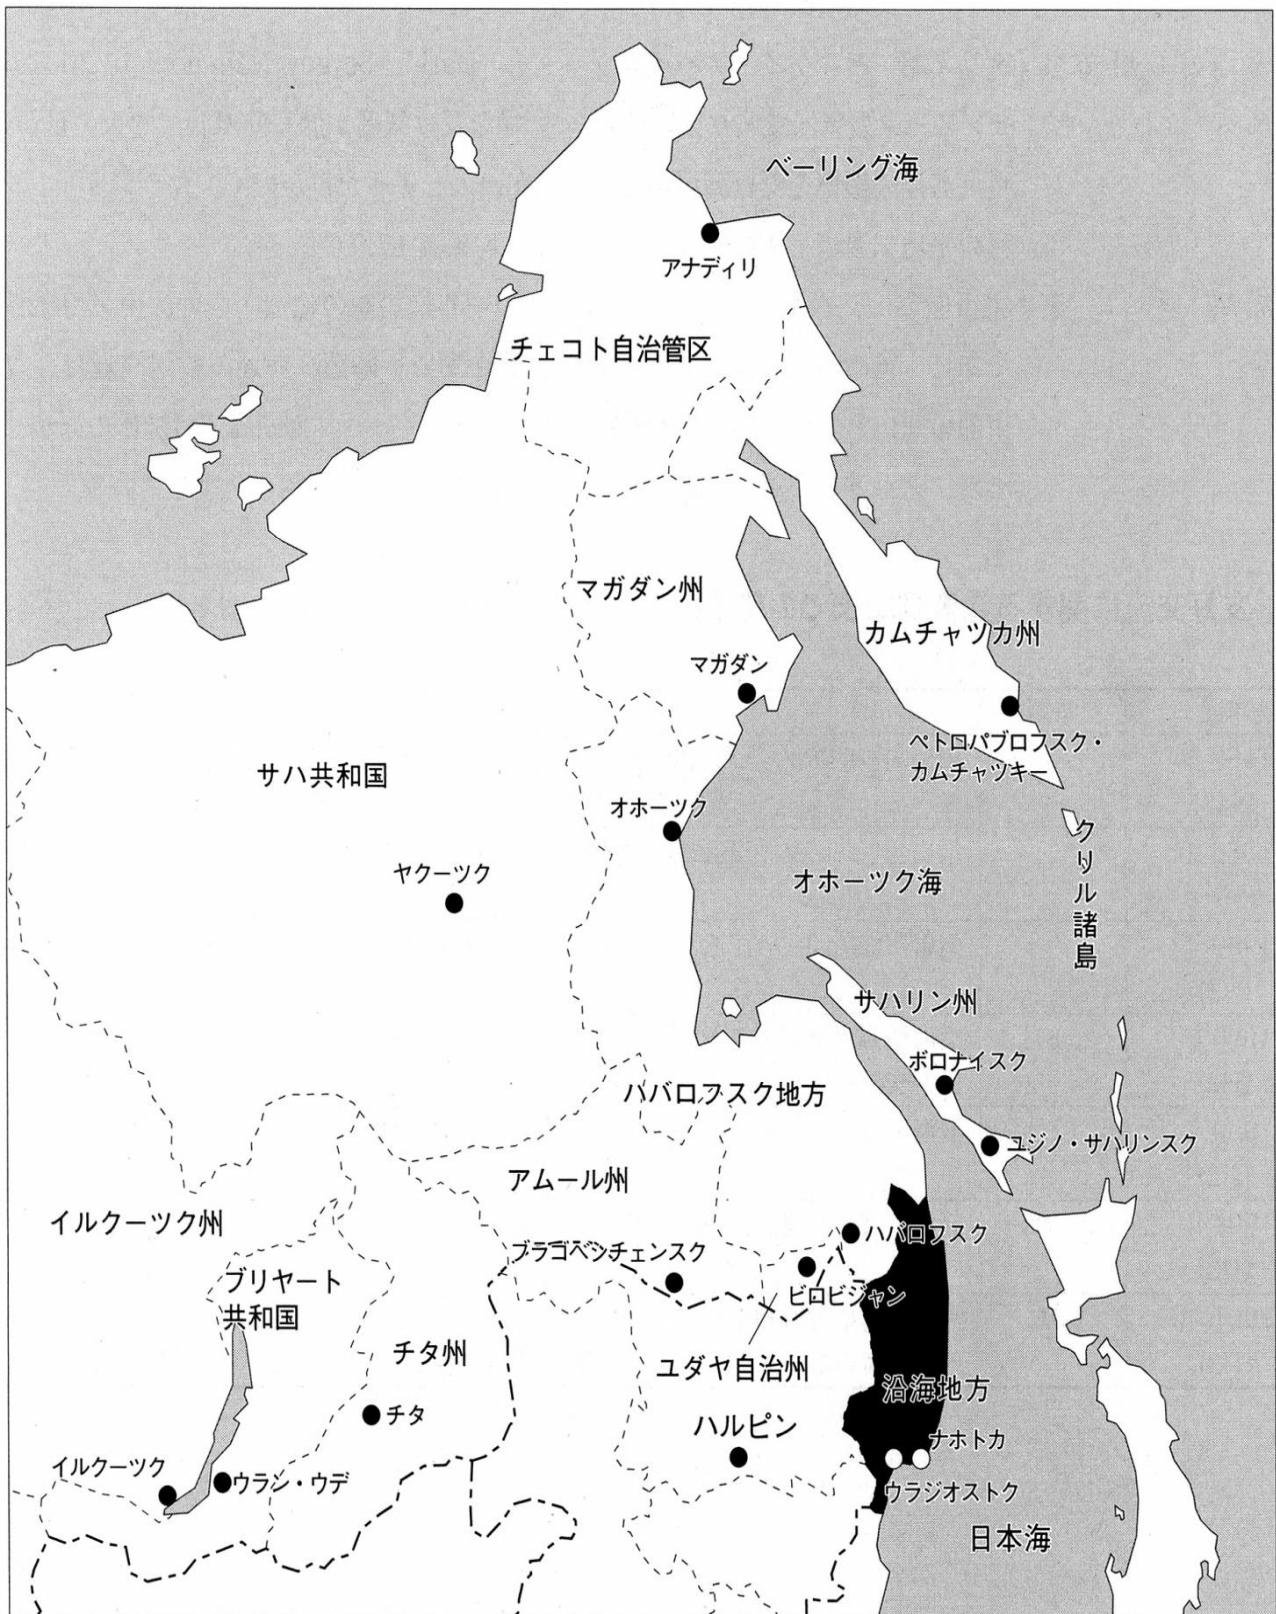 ベーリング海
アナディリ
チェコト自治管区
マガダン州
カムチャツカ州
マガダン
ペトロパブロフスク・
カムチャツキー
サハ共和国
オホーツク
クリル諸島
ヤクーツク
オホーツク海
サハリン州
ボロナイスク
ハバロフスク地方
ユジノ・サハリンスク
アムール州
イルクーツク州
ハバロフスク
ブラゴベシチェンスク
ブリヤート
共和国
ビロビジャン
チタ州
ユダヤ自治州
沿海地方
チタ
ハルピン
ナホトカ
イルクーツク
ウラン・ウデ
ウラジオストク
日本海